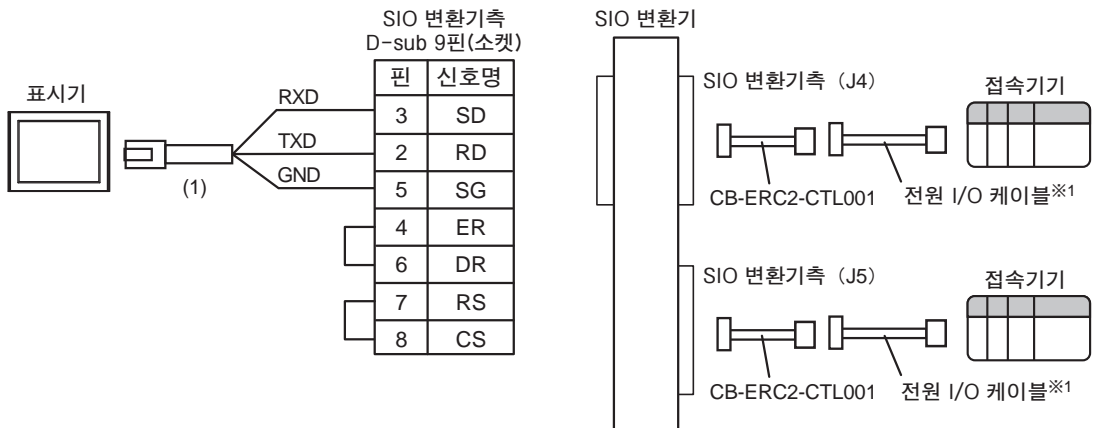 SIO 변환기측
D-sub 9핀(소켓)
핀 신호명
표시기
RXD
3 SD
TXD
2 RD
GND
5 SG
(1)
4 ER
6 DR
7 RS
8 CS
SIO 변환기
SIO 변환기측 (J4)
접속기기
CB-ERC2-CTL001
전원 I/O 케이블※1
SIO 변환기측 (J5)
접속기기
CB-ERC2-CTL001
전원 I/O 케이블※1